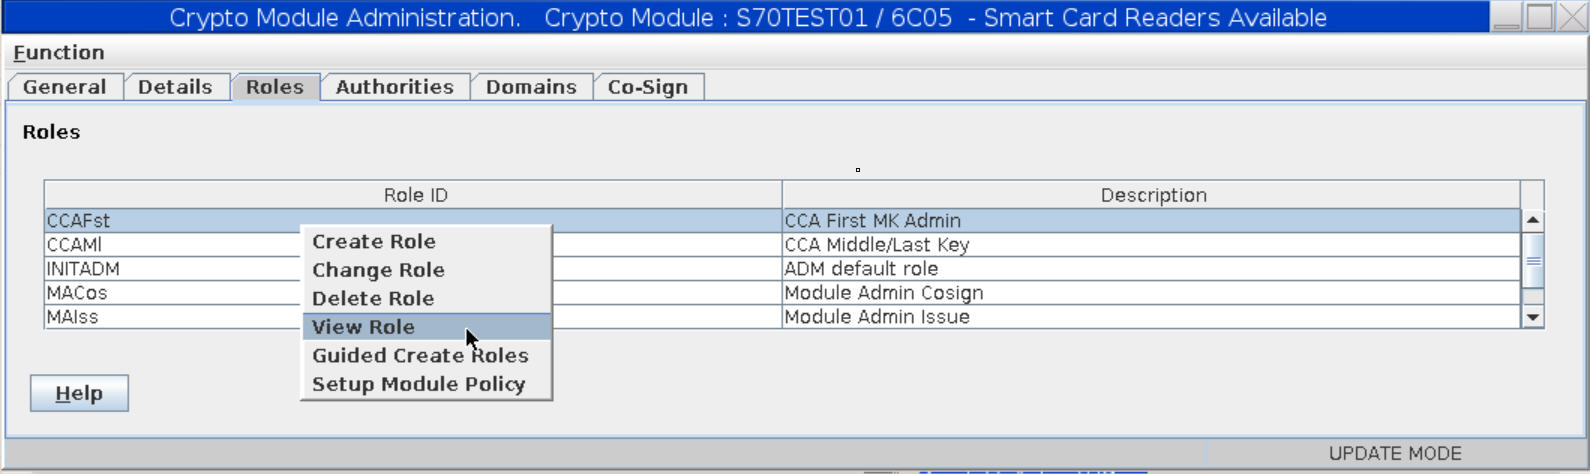 Crypto Module Administration.   Crypto Module : S70TEST01 / 6C05  - Smart Card Readers Available
Function
General Details Roles Authorities Domains Co-Sign
Roles
Role ID Description
CCAFst CCA First MK Admin
CCAMl CCA Middle/Last Key
INITADM ADM default role
MACos Module Admin Cosign
MAIss Module Admin Issue
Create Role
Change Role
Delete Role
View Role
Guided Create Roles
Setup Module Policy
Help
UPDATE MODE